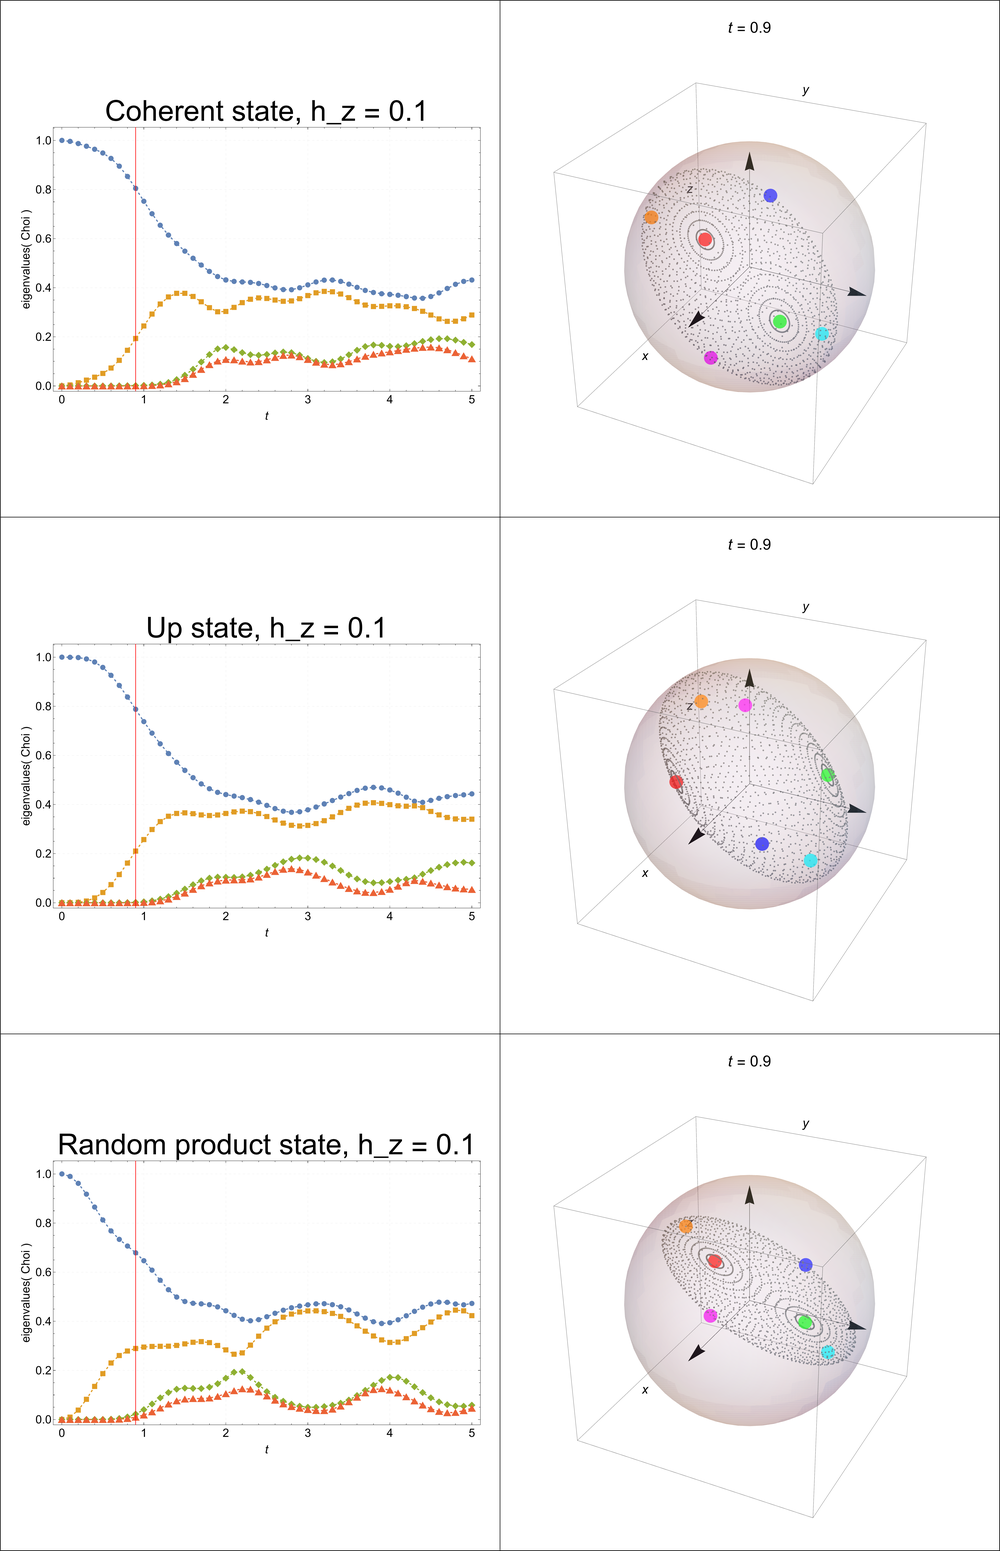 t = 0.9
y
Coherent state, h_z = 0.1
1.0
z
0.8
eigenvalues( Choi )
0.6
0.4
x
0.2
0.0
0 1 2 3 4 5
t
t = 0.9
y
Up state, h_z = 0.1
1.0
z
0.8
eigenvalues( Choi )
0.6
0.4
x
0.2
0.0
0 1 2 3 4 5
t
t = 0.9
y
Random product state, h_z = 0.1
1.0
z
0.8
eigenvalues( Choi )
0.6
0.4
x
0.2
0.0
0 1 2 3 4 5
t